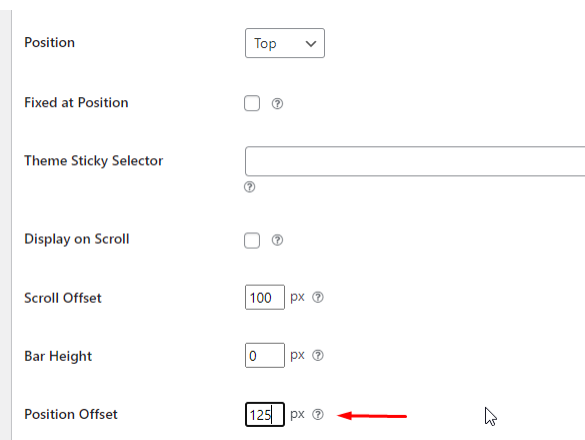 Position
Top
Fixed at Position
?
Theme Sticky Selector
?
Display on Scroll
?
Scroll Offset
100 px ?
Bar Height
0 px ?
Position Offset
125 px ?